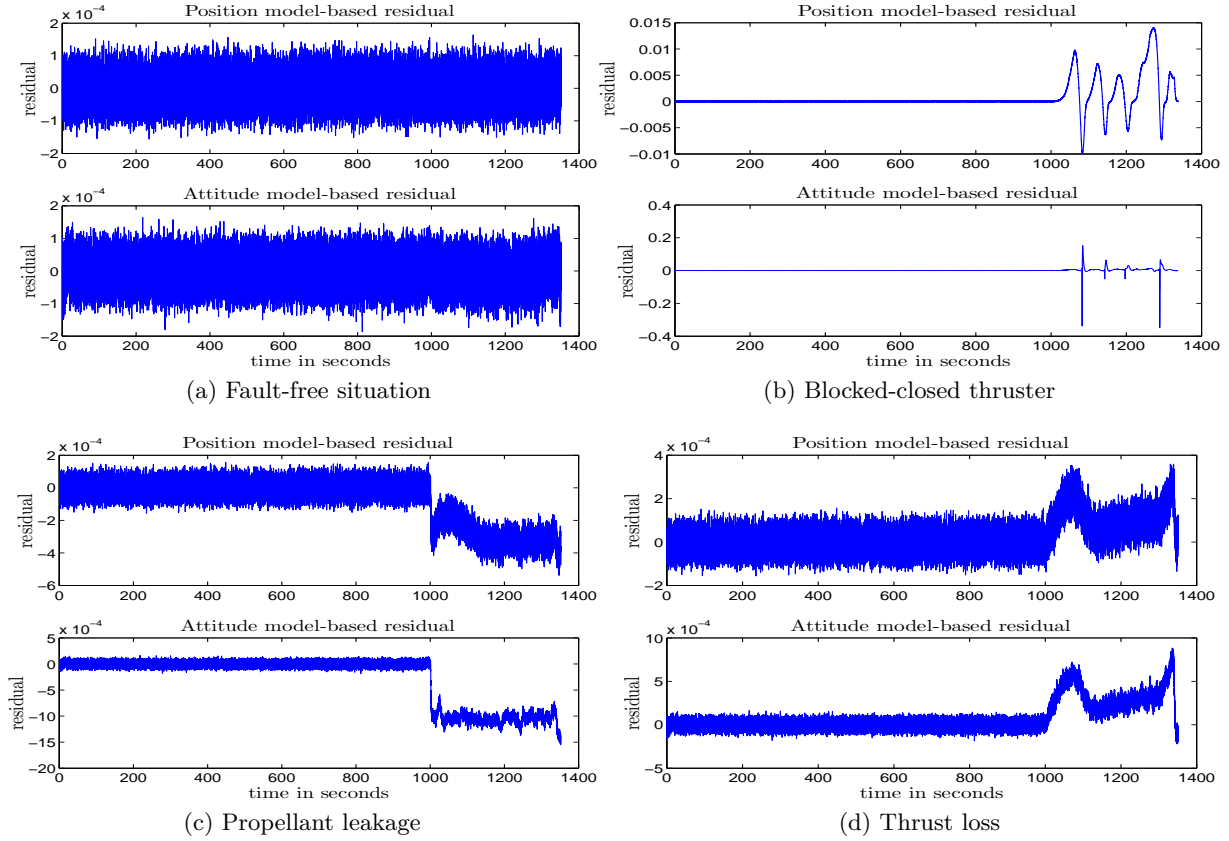 Position model-based residual
× 10⁻⁴
2
1
0
−1
−2
residual
0 200 400 600 800 1000 1200 1400
Attitude model-based residual
× 10⁻⁴
2
1
0
−1
−2
residual
0 200 400 600 800 1000 1200 1400
time in seconds
(a) Fault-free situation
Position model-based residual
0.015
0.01
0.005
0
−0.005
−0.01
residual
0 200 400 600 800 1000 1200 1400
Attitude model-based residual
0.4
0.2
0
−0.2
−0.4
residual
0 200 400 600 800 1000 1200 1400
time in seconds
(b) Blocked-closed thruster
Position model-based residual
× 10⁻⁴
2
0
−2
−4
−6
residual
0 200 400 600 800 1000 1200 1400
Attitude model-based residual
× 10⁻⁴
5
0
−5
−10
−15
−20
residual
0 200 400 600 800 1000 1200 1400
time in seconds
(c) Propellant leakage
Position model-based residual
× 10⁻⁴
4
2
0
−2
residual
0 200 400 600 800 1000 1200 1400
Attitude model-based residual
× 10⁻⁴
10
5
0
−5
residual
0 200 400 600 800 1000 1200 1400
time in seconds
(d) Thrust loss